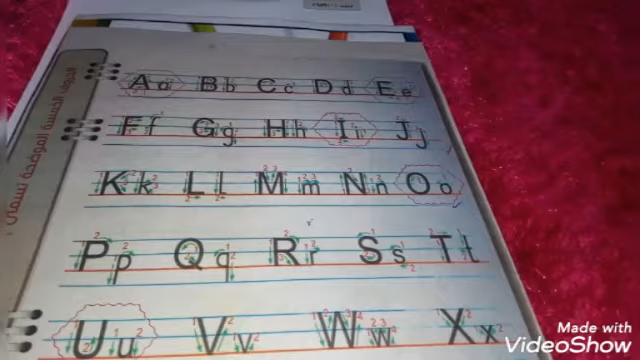 Aa Bb Cc Dd Ee
Ff Gg Hh Ii Jj
Kk Ll Mm Nn Oo
Pp Qq Rr Ss Tt
Uu Vv Ww Xx
Made with
VideoShow